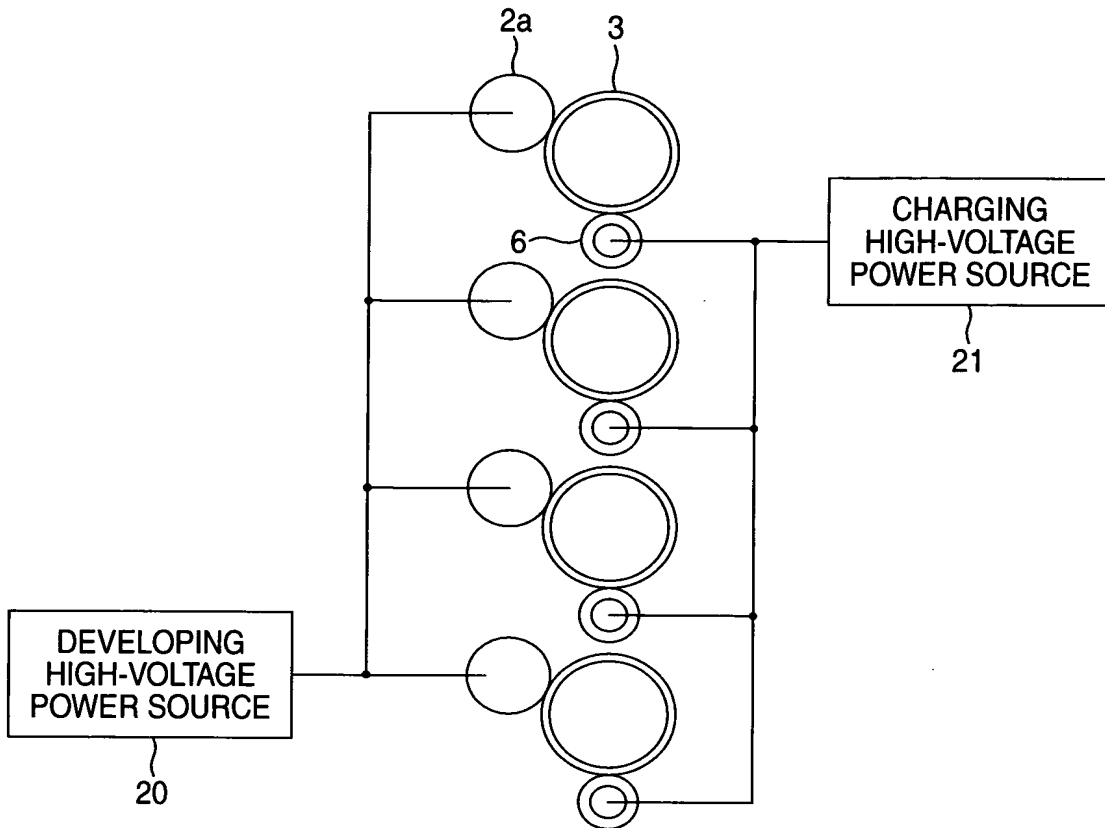 2a
3
6
CHARGING
HIGH-VOLTAGE
POWER SOURCE
21
DEVELOPING
HIGH-VOLTAGE
POWER SOURCE
20